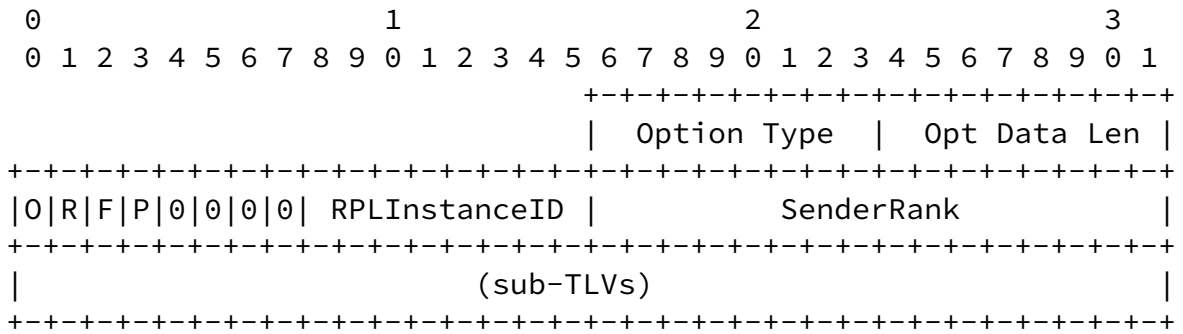 0                   1                   2                   3
 0 1 2 3 4 5 6 7 8 9 0 1 2 3 4 5 6 7 8 9 0 1 2 3 4 5 6 7 8 9 0 1
                                +-+-+-+-+-+-+-+-+-+-+-+-+-+-+-+-+
                                |  Option Type  |  Opt Data Len |
+-+-+-+-+-+-+-+-+-+-+-+-+-+-+-+-+-+-+-+-+-+-+-+-+-+-+-+-+-+-+-+-+
|O|R|F|P|0|0|0|0| RPLInstanceID |          SenderRank           |
+-+-+-+-+-+-+-+-+-+-+-+-+-+-+-+-+-+-+-+-+-+-+-+-+-+-+-+-+-+-+-+-+
|                         (sub-TLVs)                            |
+-+-+-+-+-+-+-+-+-+-+-+-+-+-+-+-+-+-+-+-+-+-+-+-+-+-+-+-+-+-+-+-+